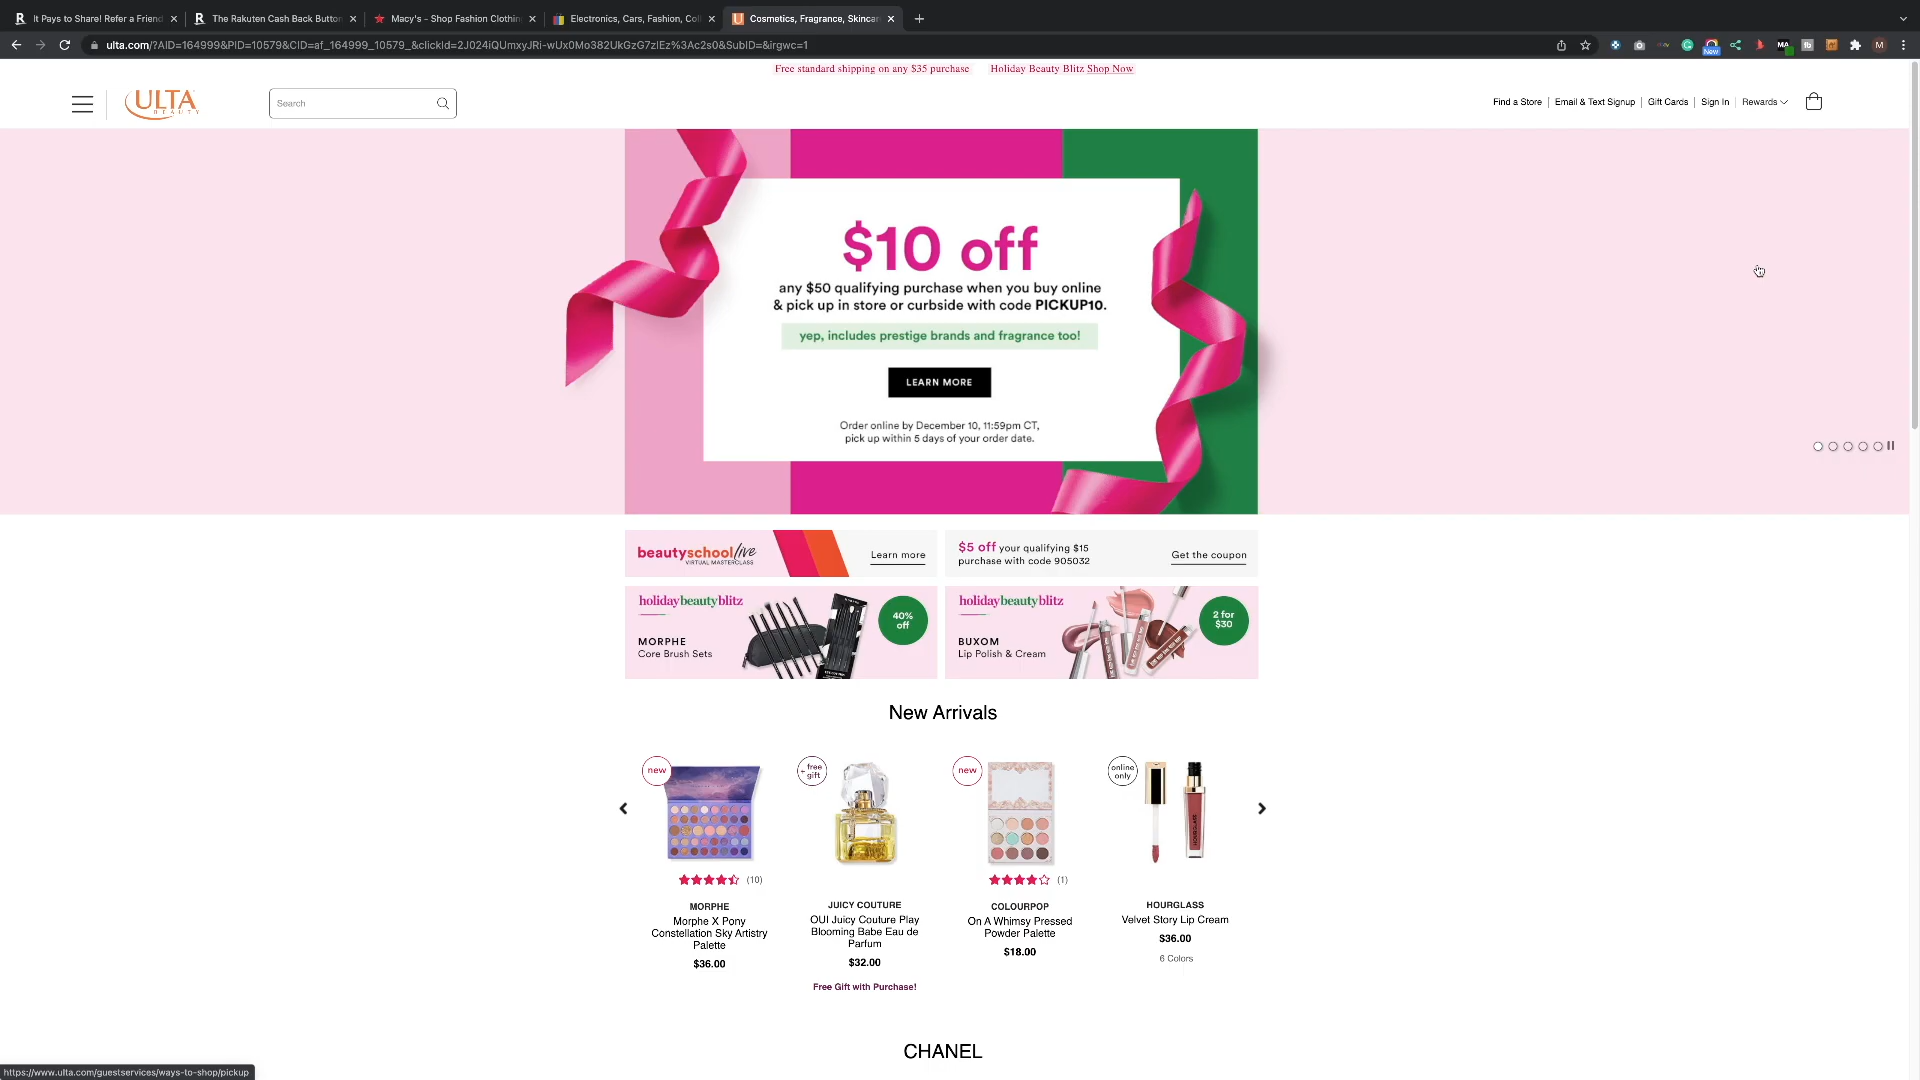 It Pays to Share! Refer a Friend
The Rakuten Cash Back Button
Macy's - Shop Fashion Clothin
Electronics, Cars, Fashion, Col
Cosmetics, Fragrance, Skincar
ulta.com/?AID=164999&PID=10579&CID=af_164999_10579_&clickId=2J024iQUmxyJRi-wUx0Mo382UkGzG7zIEz%3Ac2s0&SubID=&irgwc=1
New
MA
M
Free standard shipping on any $35 purchase Holiday Beauty Blitz Shop Now
ULTA
BEAUTY
Search
Find a Store
Email & Text Signup
Gift Cards
Sign In
Rewards
$10 off
any $50 qualifying purchase when you buy online
& pick up in store or curbside with code PICKUP10.
yep, includes prestige brands and fragrance too!
LEARN MORE
Order online by December 10, 11:59pm CT,
pick up within 5 days of your order date.
beautyschool/live
VIRTUAL MASTERCLASS
Learn more
$5 off your qualifying $15
purchase with code 905032
Get the coupon
holidaybeautyblitz
MORPHE
Core Brush Sets
40%
off
holidaybeautyblitz
BUXOM
Lip Polish & Cream
2 for
$30
New Arrivals
new
(10)
MORPHE
Morphe X Pony
Constellation Sky Artistry
Palette
$36.00
+ free
gift
JUICY COUTURE
OUI Juicy Couture Play
Blooming Babe Eau de
Parfum
$32.00
Free Gift with Purchase!
new
(1)
COLOURPOP
On A Whimsy Pressed
Powder Palette
$18.00
online
only
HOURGLASS
HOURGLASS
Velvet Story Lip Cream
$36.00
6 Colors
CHANEL
https://www.ulta.com/guestservices/ways-to-shop/pickup